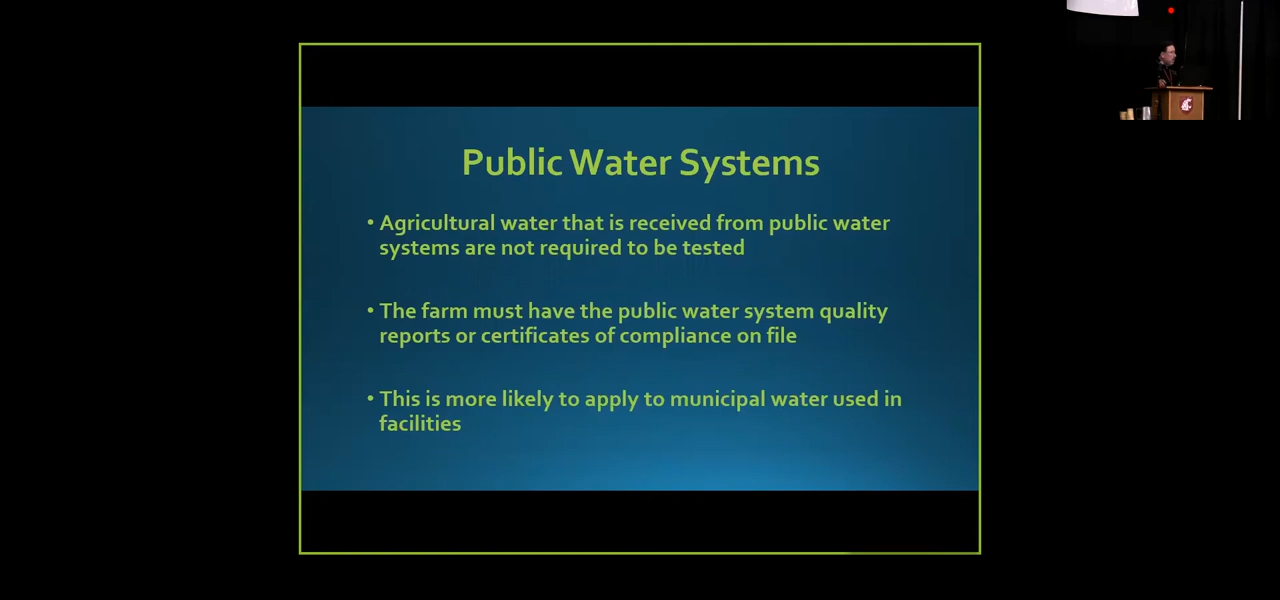 Public Water Systems
• Agricultural water that is received from public water
systems are not required to be tested
• The farm must have the public water system quality
reports or certificates of compliance on file
• This is more likely to apply to municipal water used in
facilities